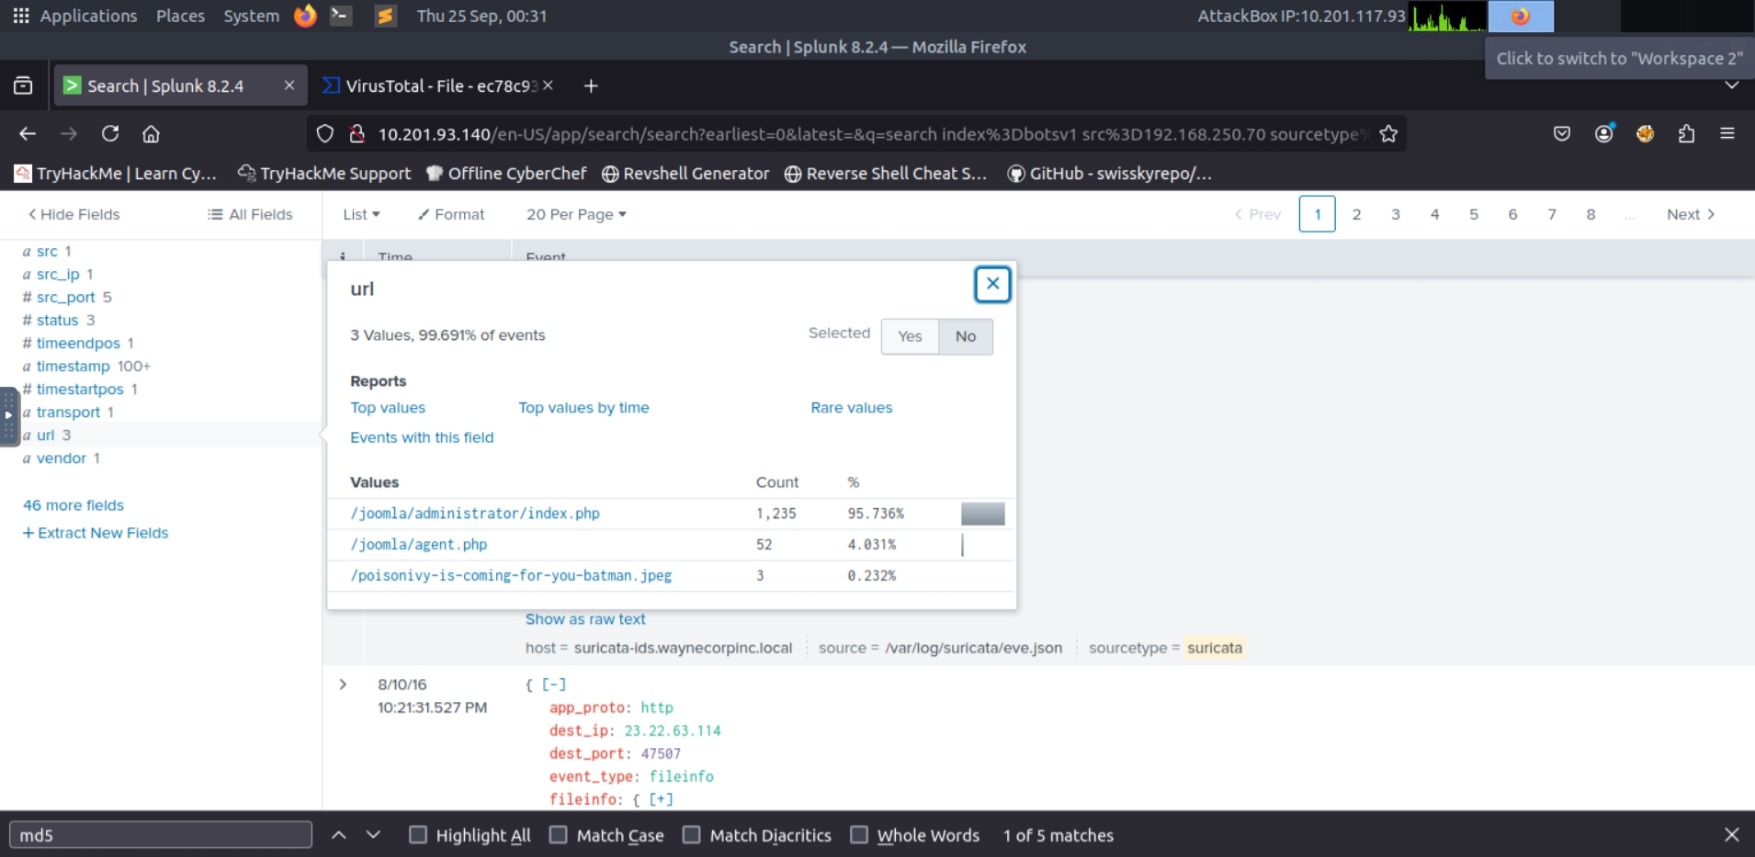 Applications Places System Thu 25 Sep, 00:31 AttackBox IP:10.201.117.93
Search | Splunk 8.2.4 — Mozilla Firefox
Click to switch to "Workspace 2"
Search | Splunk 8.2.4 × VirusTotal - File - ec78c93 × +
10.201.93.140/en-US/app/search/search?earliest=0&latest=&q=search index%3Dbotsv1 src%3D192.168.250.70 sourcetype%
TryHackMe | Learn Cy... TryHackMe Support Offline CyberChef Revshell Generator Reverse Shell Cheat S... GitHub - swisskyrepo/...
< Hide Fields All Fields List ▾ Format 20 Per Page ▾ < Prev 1 2 3 4 5 6 7 8 ... Next >
i Time Event
a src 1
a src_ip 1
# src_port 5
# status 3
# timeendpos 1
a timestamp 100+
# timestartpos 1
a transport 1
a url 3
a vendor 1
46 more fields
+ Extract New Fields
url
3 Values, 99.691% of events Selected Yes No
Reports
Top values Top values by time Rare values
Events with this field
Values Count %
/joomla/administrator/index.php 1,235 95.736%
/joomla/agent.php 52 4.031%
/poisonivy-is-coming-for-you-batman.jpeg 3 0.232%
Show as raw text
host = suricata-ids.waynecorpinc.local source = /var/log/suricata/eve.json sourcetype = suricata
> 8/10/16 { [-]
10:21:31.527 PM app_proto: http
dest_ip: 23.22.63.114
dest_port: 47507
event_type: fileinfo
fileinfo: { [+]
md5 Highlight All Match Case Match Diacritics Whole Words 1 of 5 matches